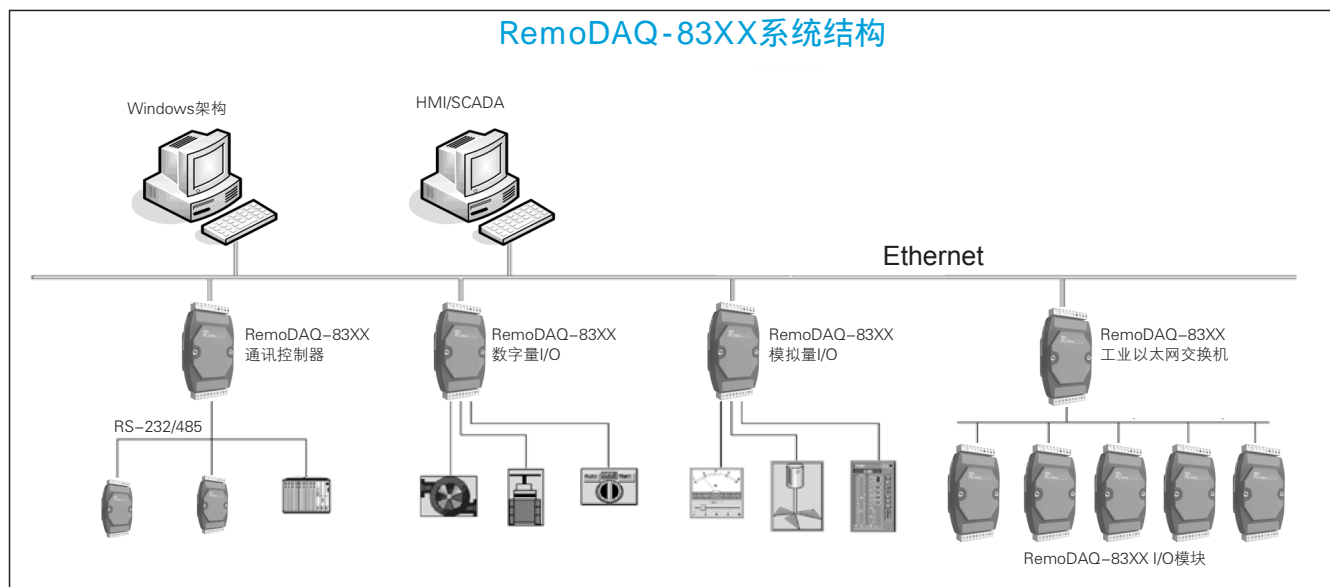 RemoDAQ-83XX系统结构
Windows架构
HMI/SCADA
Ethernet
RemoDAQ-83XX
通讯控制器
RemoDAQ-83XX
数字量I/O
RemoDAQ-83XX
模拟量I/O
RemoDAQ-83XX
工业以太网交换机
RS-232/485
RemoDAQ-83XX I/O模块